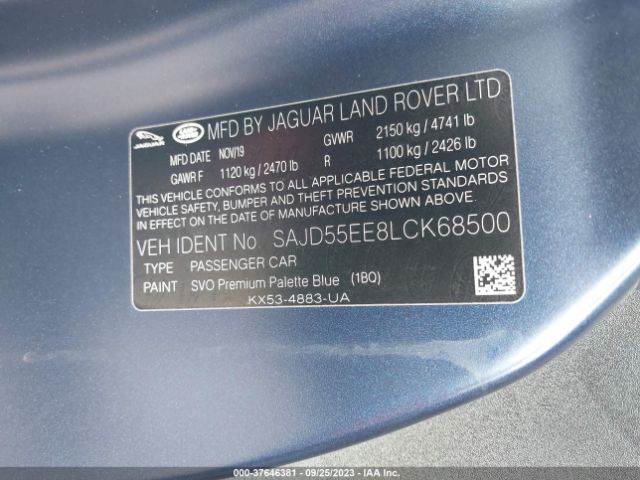 JAGUAR LAND ROVER MFD BY JAGUAR LAND ROVER LTD
MFD DATE NOV/19 GVWR 2150 kg / 4741 lb
GAWR F 1120 kg / 2470 lb R 1100 kg / 2426 lb
THIS VEHICLE CONFORMS TO ALL APPLICABLE FEDERAL MOTOR
VEHICLE SAFETY, BUMPER AND THEFT PREVENTION STANDARDS
IN EFFECT ON THE DATE OF MANUFACTURE SHOWN ABOVE.
VEH IDENT No SAJD55EE8LCK68500
TYPE PASSENGER CAR
PAINT SVO Premium Palette Blue (1BQ)
KX53-4883-UA
000-37646381 - 09/25/2023 - IAA Inc.